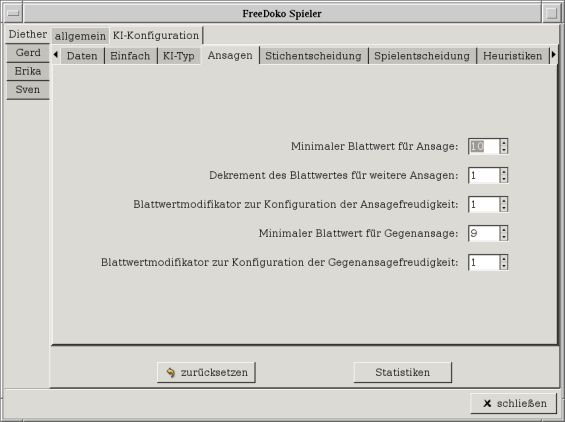 FreeDoko Spieler
Diether
Gerd
Erika
Sven
allgemein KI-Konfiguration
Daten Einfach KI-Typ Ansagen Stichentscheidung Spielentscheidung Heuristiken
Minimaler Blattwert für Ansage: 10
Dekrement des Blattwertes für weitere Ansagen: 1
Blattwertmodifikator zur Konfiguration der Ansagefreudigkeit: 1
Minimaler Blattwert für Gegenansage: 9
Blattwertmodifikator zur Konfiguration der Gegenansagefreudigkeit: 1
zurücksetzen Statistiken
schließen